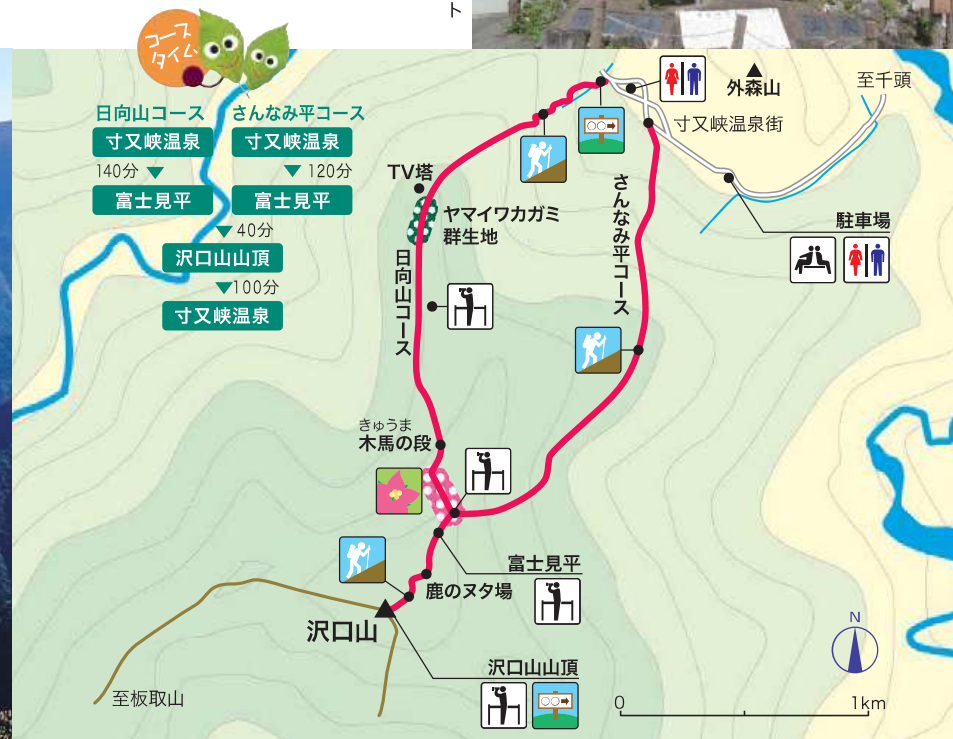 ト
コース
タイム
日向山コース
さんなみ平コース
寸又峡温泉
寸又峡温泉
140分
120分
富士見平
富士見平
40分
沢口山山頂
100分
寸又峡温泉
外森山
至千頭
寸又峡温泉街
駐車場
TV塔
ヤマイワカガミ
群生地
日向山コース
さんなみ平コース
きゅうま
木馬の段
富士見平
鹿のヌタ場
沢口山
沢口山山頂
至板取山
N
0
1km